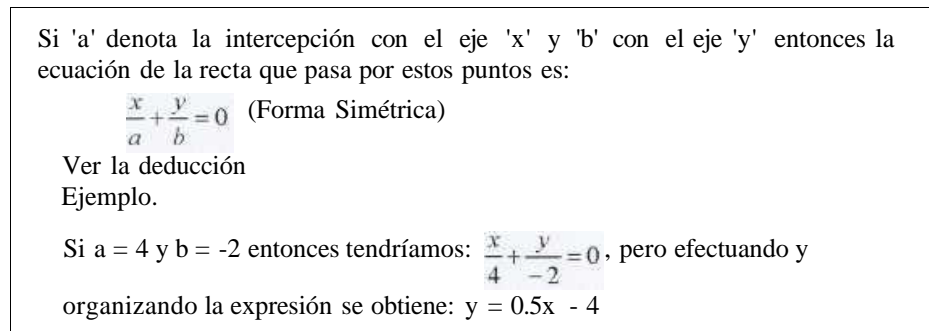 Si 'a' denota la intercepción con el eje 'x' y 'b' con el eje 'y' entonces la
ecuación de la recta que pasa por estos puntos es:
x/a + y/b = 0 (Forma Simétrica)
Ver la deducción
Ejemplo.
Si a = 4 y b = -2 entonces tendríamos: x/4 + y/-2 = 0, pero efectuando y
organizando la expresión se obtiene: y = 0.5x - 4